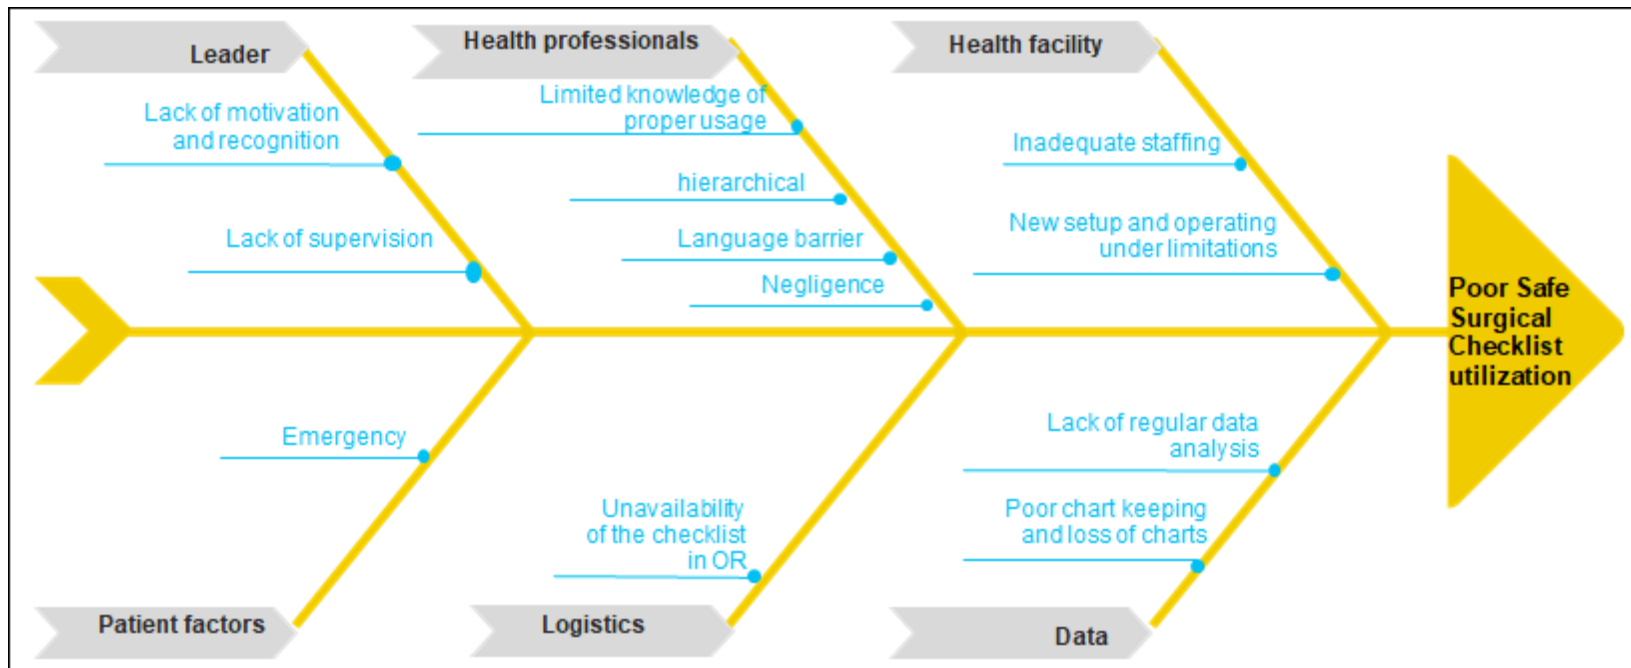 Leader
Lack of motivation
and recognition
Lack of supervision
Health professionals
Limited knowledge of
proper usage
hierarchical
Language barrier
Negligence
Health facility
Inadequate staffing
New setup and operating
under limitations
Poor Safe
Surgical
Checklist
utilization
Emergency
Patient factors
Unavailability
of the checklist
in OR
Logistics
Lack of regular data
analysis
Poor chart keeping
and loss of charts
Data